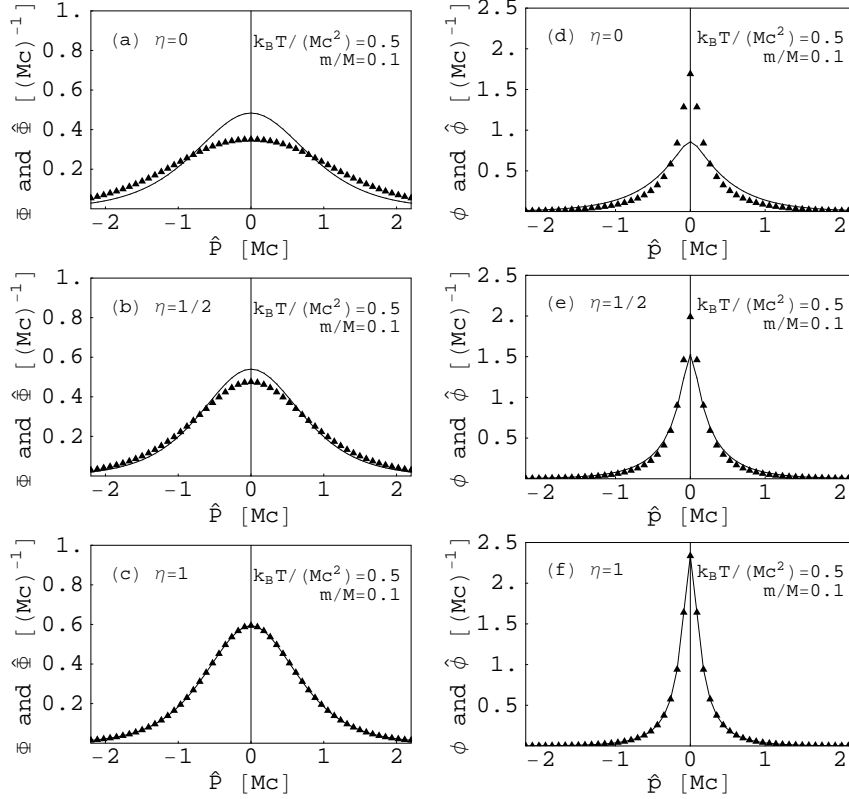 Φ and Φ̂ [(Mc)⁻¹]
1.
0.8
0.6
0.4
0.2
(a) η=0
k_BT/(Mc²)=0.5
m/M=0.1
−2 −1 0 1 2
P̂ [Mc]
ϕ and ϕ̂ [(Mc)⁻¹]
2.5
2.0
1.5
1.0
0.5
(d) η=0
k_BT/(Mc²)=0.5
m/M=0.1
−2 −1 0 1 2
p̂ [Mc]
Φ and Φ̂ [(Mc)⁻¹]
1.
0.8
0.6
0.4
0.2
(b) η=1/2
k_BT/(Mc²)=0.5
m/M=0.1
−2 −1 0 1 2
P̂ [Mc]
ϕ and ϕ̂ [(Mc)⁻¹]
2.5
2.0
1.5
1.0
0.5
(e) η=1/2
k_BT/(Mc²)=0.5
m/M=0.1
−2 −1 0 1 2
p̂ [Mc]
Φ and Φ̂ [(Mc)⁻¹]
1.
0.8
0.6
0.4
0.2
(c) η=1
k_BT/(Mc²)=0.5
m/M=0.1
−2 −1 0 1 2
P̂ [Mc]
ϕ and ϕ̂ [(Mc)⁻¹]
2.5
2.0
1.5
1.0
0.5
(f) η=1
k_BT/(Mc²)=0.5
m/M=0.1
−2 −1 0 1 2
p̂ [Mc]